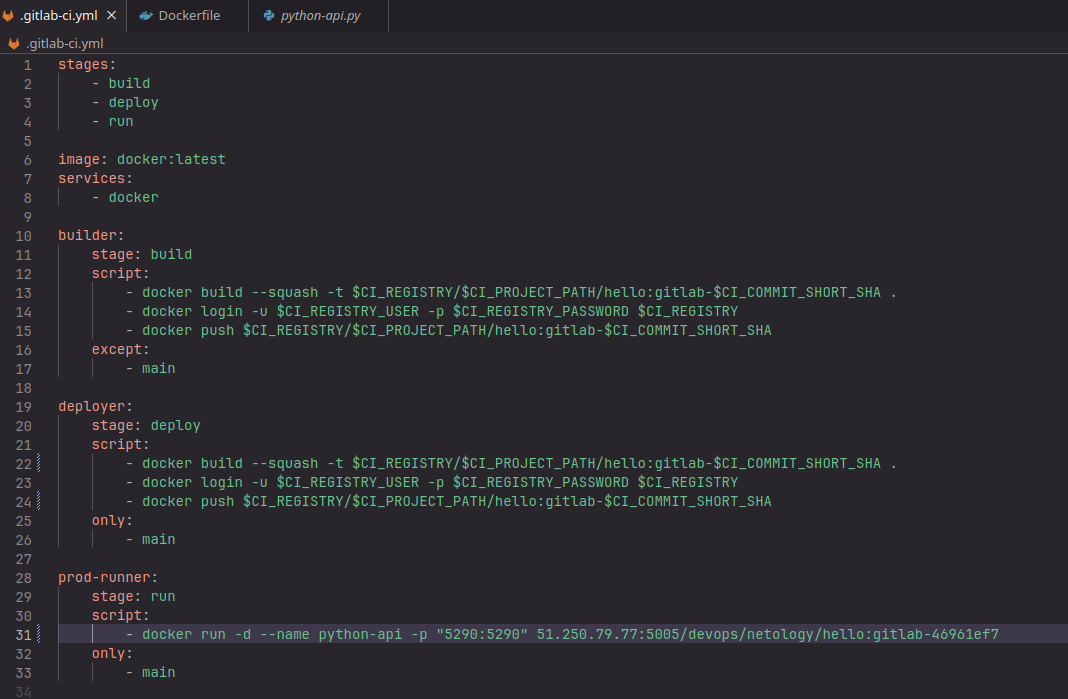 .gitlab-ci.yml × Dockerfile python-api.py
.gitlab-ci.yml
1 stages:
2 - build
3 - deploy
4 - run
5
6 image: docker:latest
7 services:
8 - docker
9
10 builder:
11 stage: build
12 script:
13 - docker build --squash -t $CI_REGISTRY/$CI_PROJECT_PATH/hello:gitlab-$CI_COMMIT_SHORT_SHA .
14 - docker login -u $CI_REGISTRY_USER -p $CI_REGISTRY_PASSWORD $CI_REGISTRY
15 - docker push $CI_REGISTRY/$CI_PROJECT_PATH/hello:gitlab-$CI_COMMIT_SHORT_SHA
16 except:
17 - main
18
19 deployer:
20 stage: deploy
21 script:
22 - docker build --squash -t $CI_REGISTRY/$CI_PROJECT_PATH/hello:gitlab-$CI_COMMIT_SHORT_SHA .
23 - docker login -u $CI_REGISTRY_USER -p $CI_REGISTRY_PASSWORD $CI_REGISTRY
24 - docker push $CI_REGISTRY/$CI_PROJECT_PATH/hello:gitlab-$CI_COMMIT_SHORT_SHA
25 only:
26 - main
27
28 prod-runner:
29 stage: run
30 script:
31 - docker run -d --name python-api -p "5290:5290" 51.250.79.77:5005/devops/netology/hello:gitlab-46961ef7
32 only:
33 - main
34